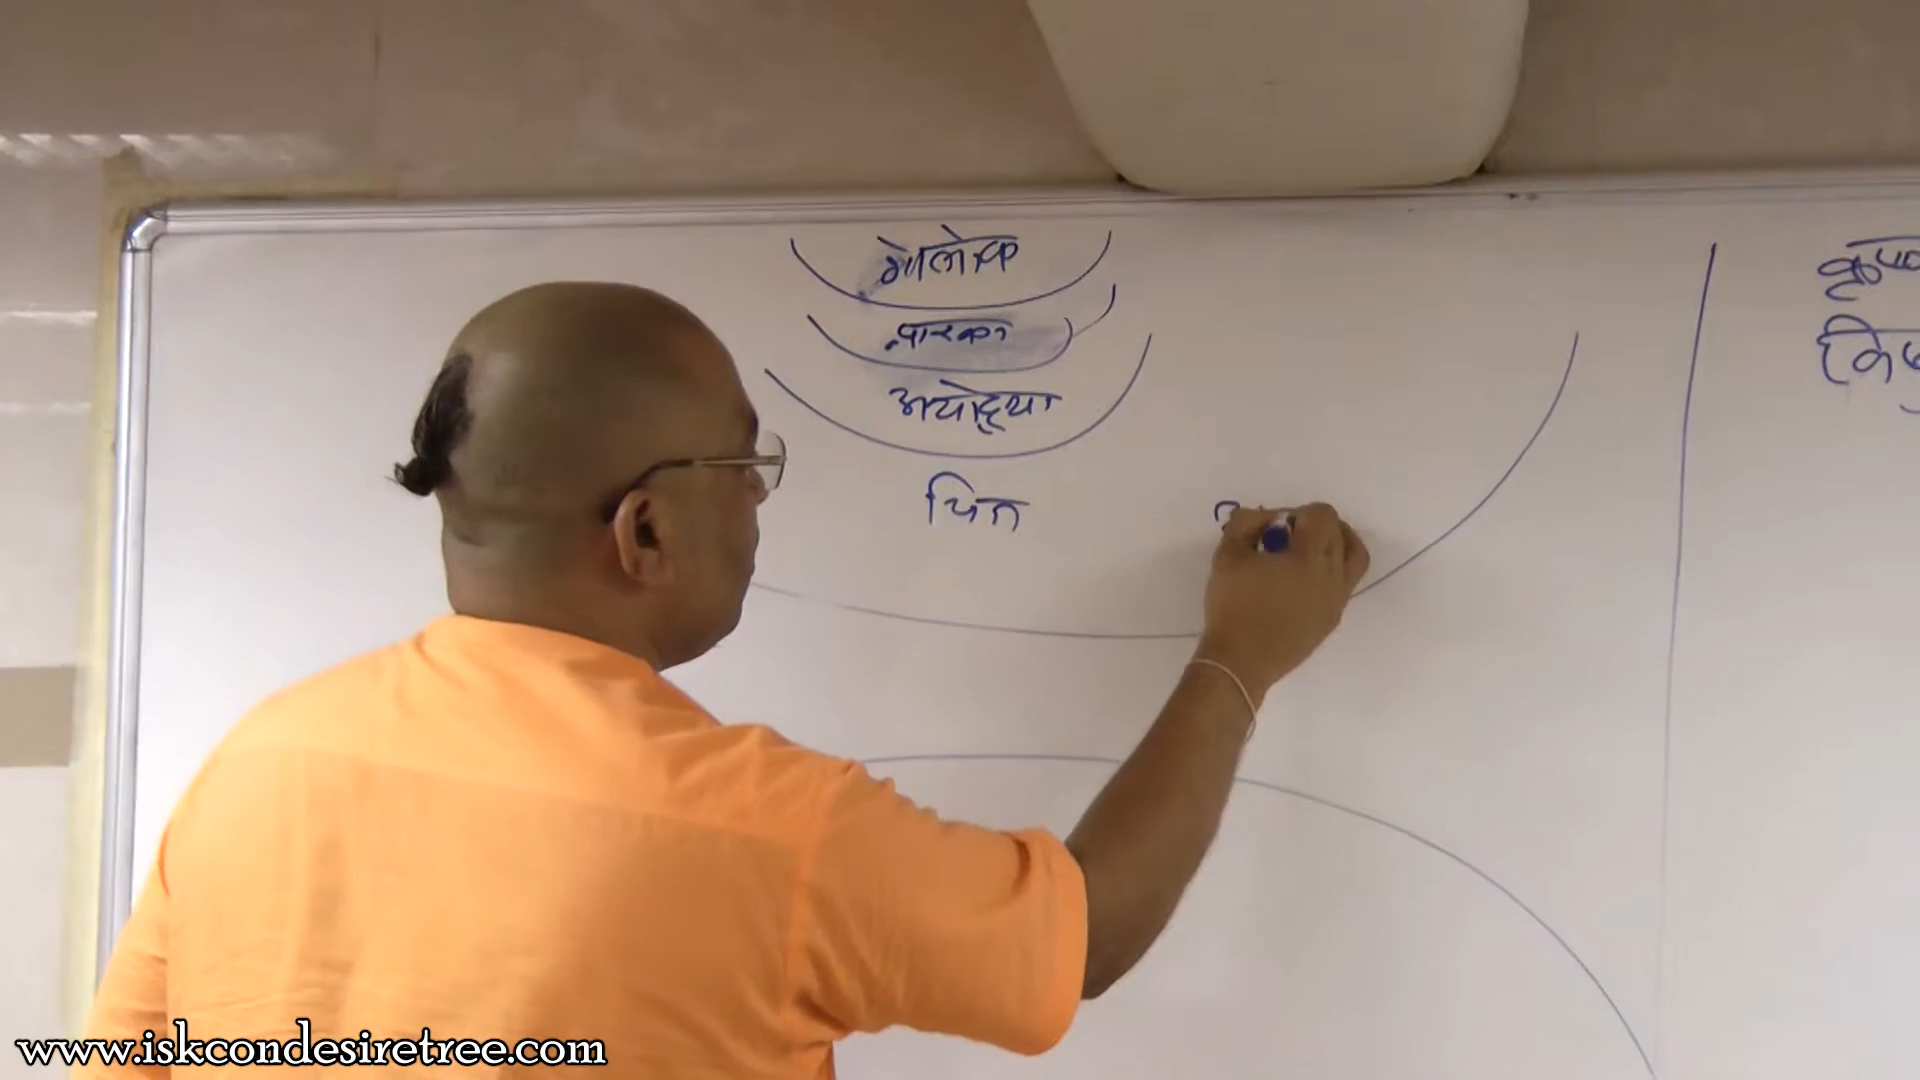 गोलोक
द्वारका
अयोद्या
चित
www.iskcondesiretree.com